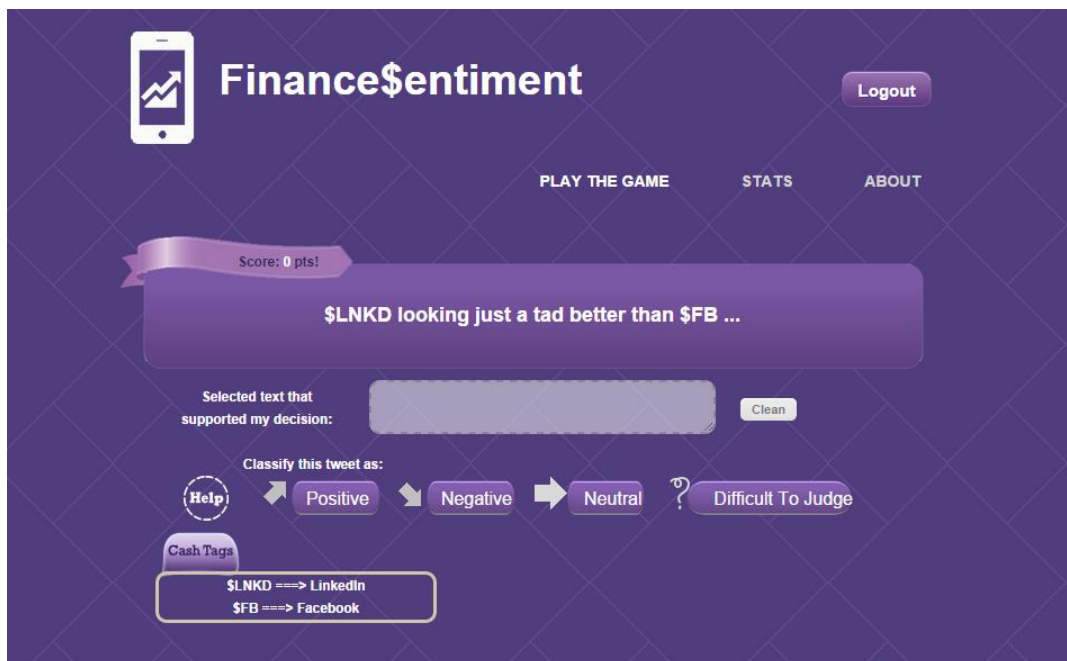 Finance$entiment
Logout
PLAY THE GAME STATS ABOUT
Score: 0 pts!
$LNKD looking just a tad better than $FB ...
Selected text that
supported my decision:
Clean
Classify this tweet as:
Help Positive Negative Neutral ? Difficult To Judge
Cash Tags
$LNKD ===> LinkedIn
$FB ===> Facebook